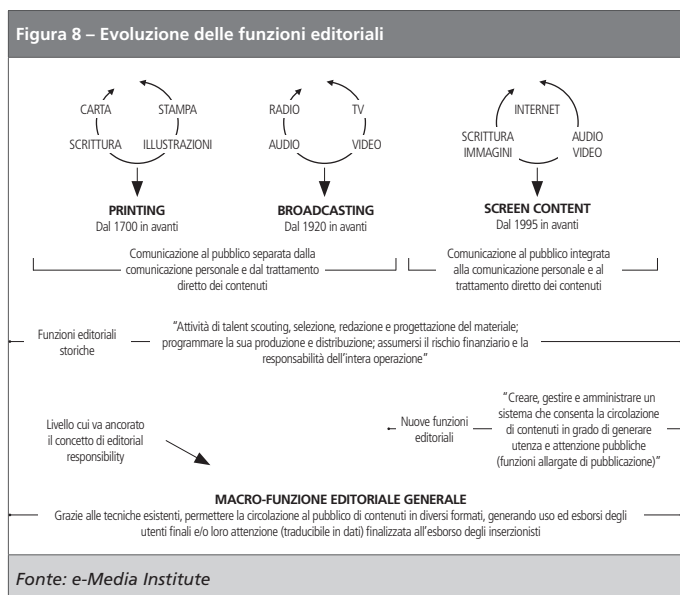 Figura 8 – Evoluzione delle funzioni editoriali
CARTA STAMPA
SCRITTURA ILLUSTRAZIONI
PRINTING
Dal 1700 in avanti
RADIO TV
AUDIO VIDEO
BROADCASTING
Dal 1920 in avanti
INTERNET
SCRITTURA
IMMAGINI
AUDIO
VIDEO
SCREEN CONTENT
Dal 1995 in avanti
Comunicazione al pubblico separata dalla
comunicazione personale e dal trattamento
diretto dei contenuti
Comunicazione al pubblico integrata
alla comunicazione personale e al
trattamento diretto dei contenuti
Funzioni editoriali
storiche
"Attività di talent scouting, selezione, redazione e progettazione del materiale;
programmare la sua produzione e distribuzione; assumersi il rischio finanziario e la
responsabilità dell'intera operazione"
Livello cui va ancorato
il concetto di editorial
responsibility
Nuove funzioni
editoriali
"Creare, gestire e amministrare un
sistema che consenta la circolazione
di contenuti in grado di generare
utenza e attenzione pubbliche
(funzioni allargate di pubblicazione)"
MACRO-FUNZIONE EDITORIALE GENERALE
Grazie alle tecniche esistenti, permettere la circolazione al pubblico di contenuti in diversi formati, generando uso ed esborsi degli
utenti finali e/o loro attenzione (traducibile in dati) finalizzata all'esborso degli inserzionisti
Fonte: e-Media Institute